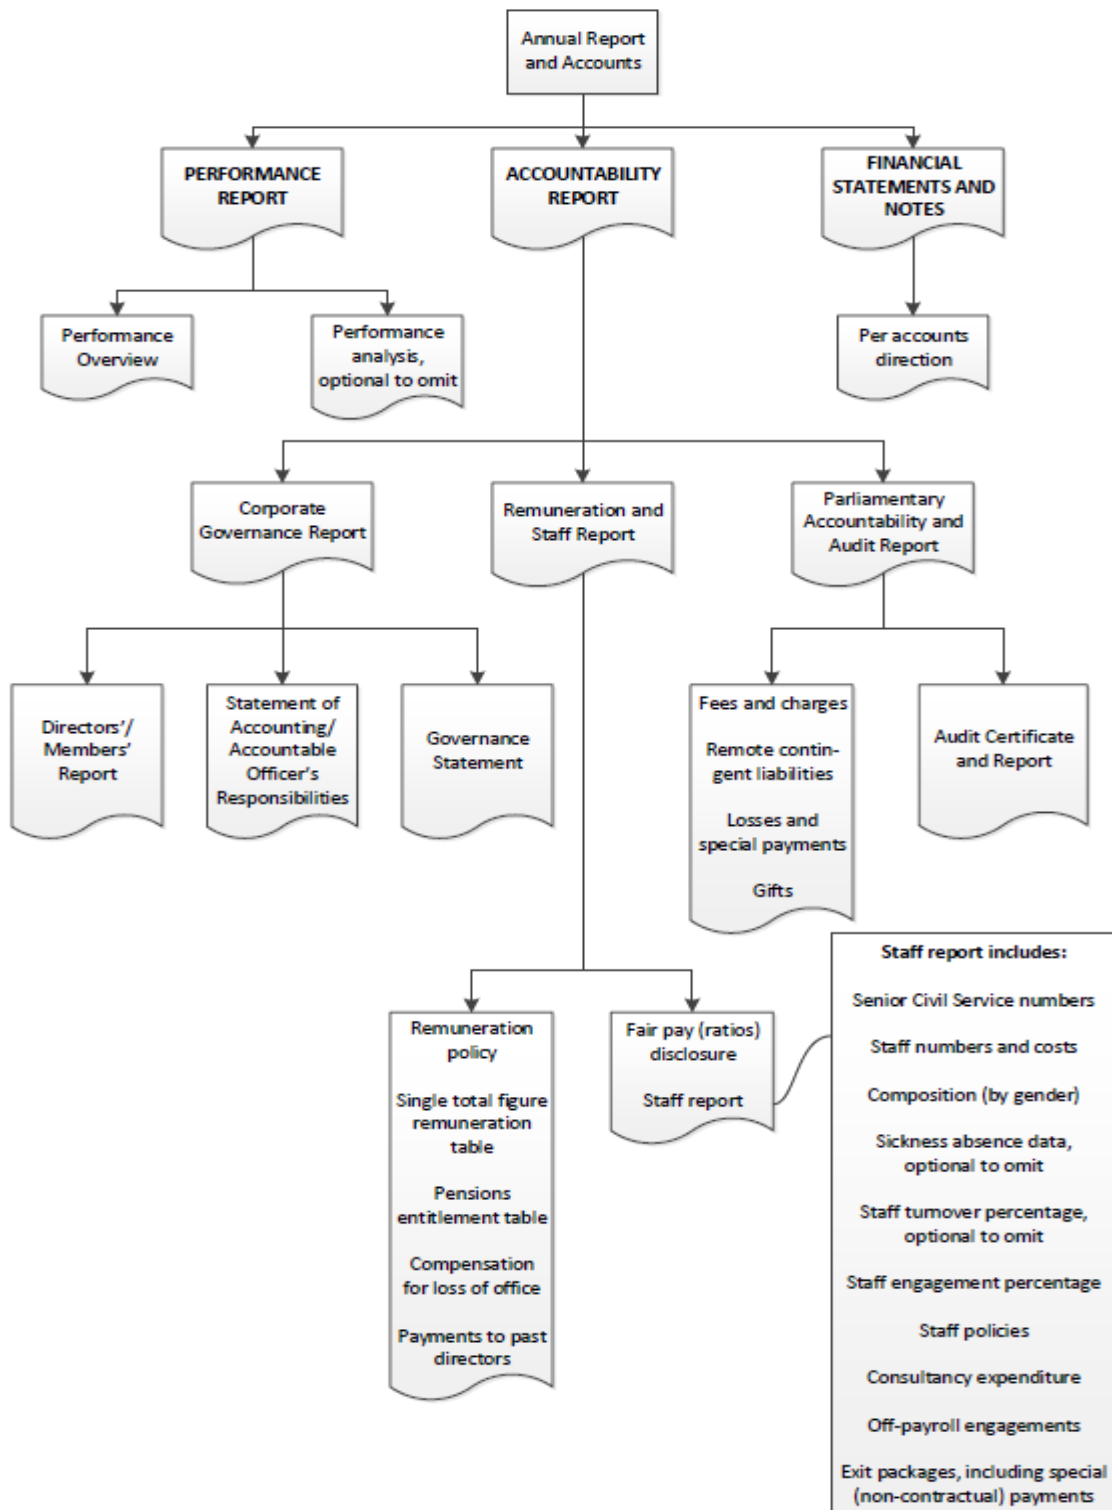 Annual Report
and Accounts
PERFORMANCE
REPORT
ACCOUNTABILITY
REPORT
FINANCIAL
STATEMENTS AND
NOTES
Performance
Overview
Performance
analysis,
optional to omit
Per accounts
direction
Corporate
Governance Report
Remuneration and
Staff Report
Parliamentary
Accountability and
Audit Report
Directors'/
Members'
Report
Statement of
Accounting/
Accountable
Officer's
Responsibilities
Governance
Statement
Fees and charges
Remote contin-
gent liabilities
Losses and
special payments
Gifts
Audit Certificate
and Report
Remuneration
policy
Single total figure
remuneration
table
Pensions
entitlement table
Compensation
for loss of office
Payments to past
directors
Fair pay (ratios)
disclosure
Staff report
Staff report includes:
Senior Civil Service numbers
Staff numbers and costs
Composition (by gender)
Sickness absence data,
optional to omit
Staff turnover percentage,
optional to omit
Staff engagement percentage
Staff policies
Consultancy expenditure
Off-payroll engagements
Exit packages, including special
(non-contractual) payments